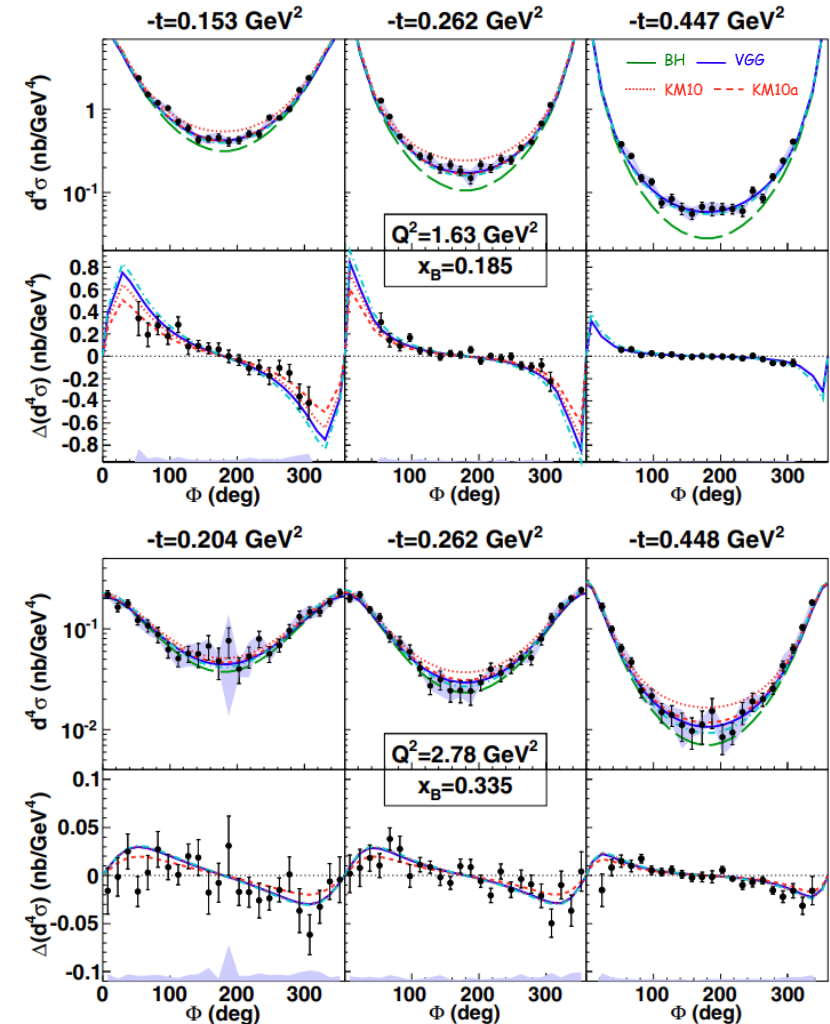 -t=0.153 GeV² -t=0.262 GeV² -t=0.447 GeV²
d⁴σ (nb/GeV⁴)
1
10⁻¹
BH VGG
KM10 KM10a
Q²=1.63 GeV²
x_B=0.185
Δ(d⁴σ) (nb/GeV⁴)
0.8
0.6
0.4
0.2
0
-0.2
-0.4
-0.6
-0.8
0 100 200 300 100 200 300 100 200 300
Φ (deg) Φ (deg) Φ (deg)
-t=0.204 GeV² -t=0.262 GeV² -t=0.448 GeV²
d⁴σ (nb/GeV⁴)
10⁻¹
10⁻²
Q²=2.78 GeV²
x_B=0.335
Δ(d⁴σ) (nb/GeV⁴)
0.1
0.05
0
-0.05
-0.1
0 100 200 300 100 200 300 100 200 300
Φ (deg) Φ (deg) Φ (deg)